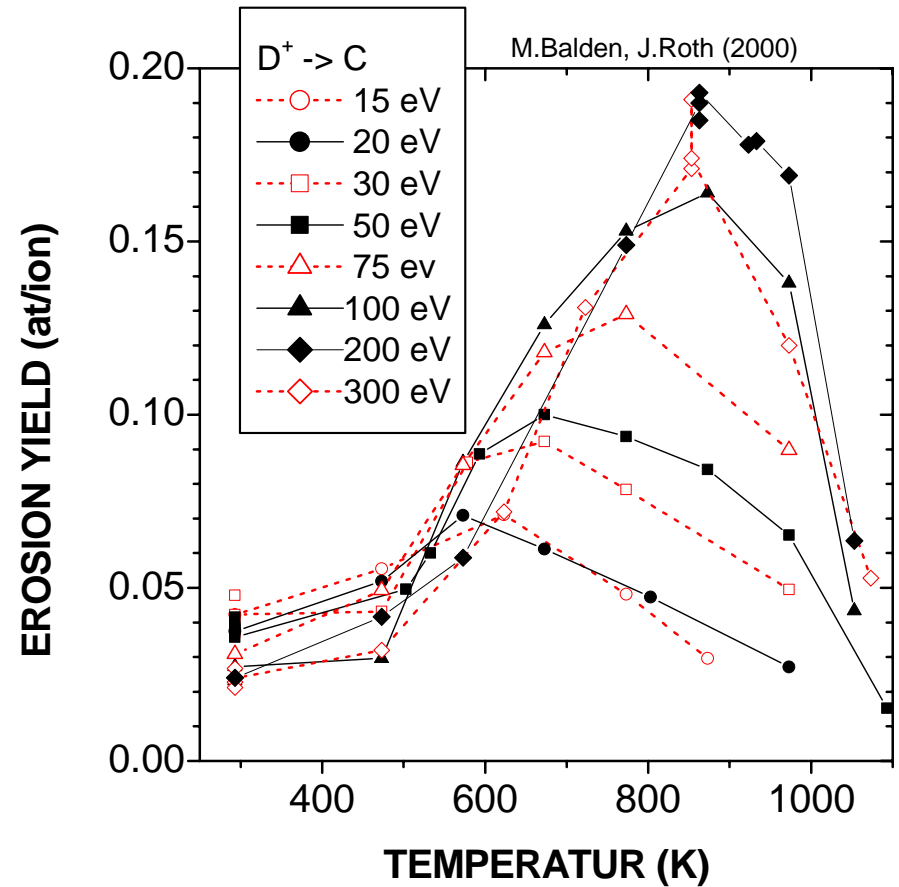 M.Balden, J.Roth (2000)
D+ -> C
15 eV
20 eV
30 eV
50 eV
75 ev
100 eV
200 eV
300 eV
EROSION YIELD (at/ion)
0.20
0.15
0.10
0.05
0.00
400 600 800 1000
TEMPERATUR (K)